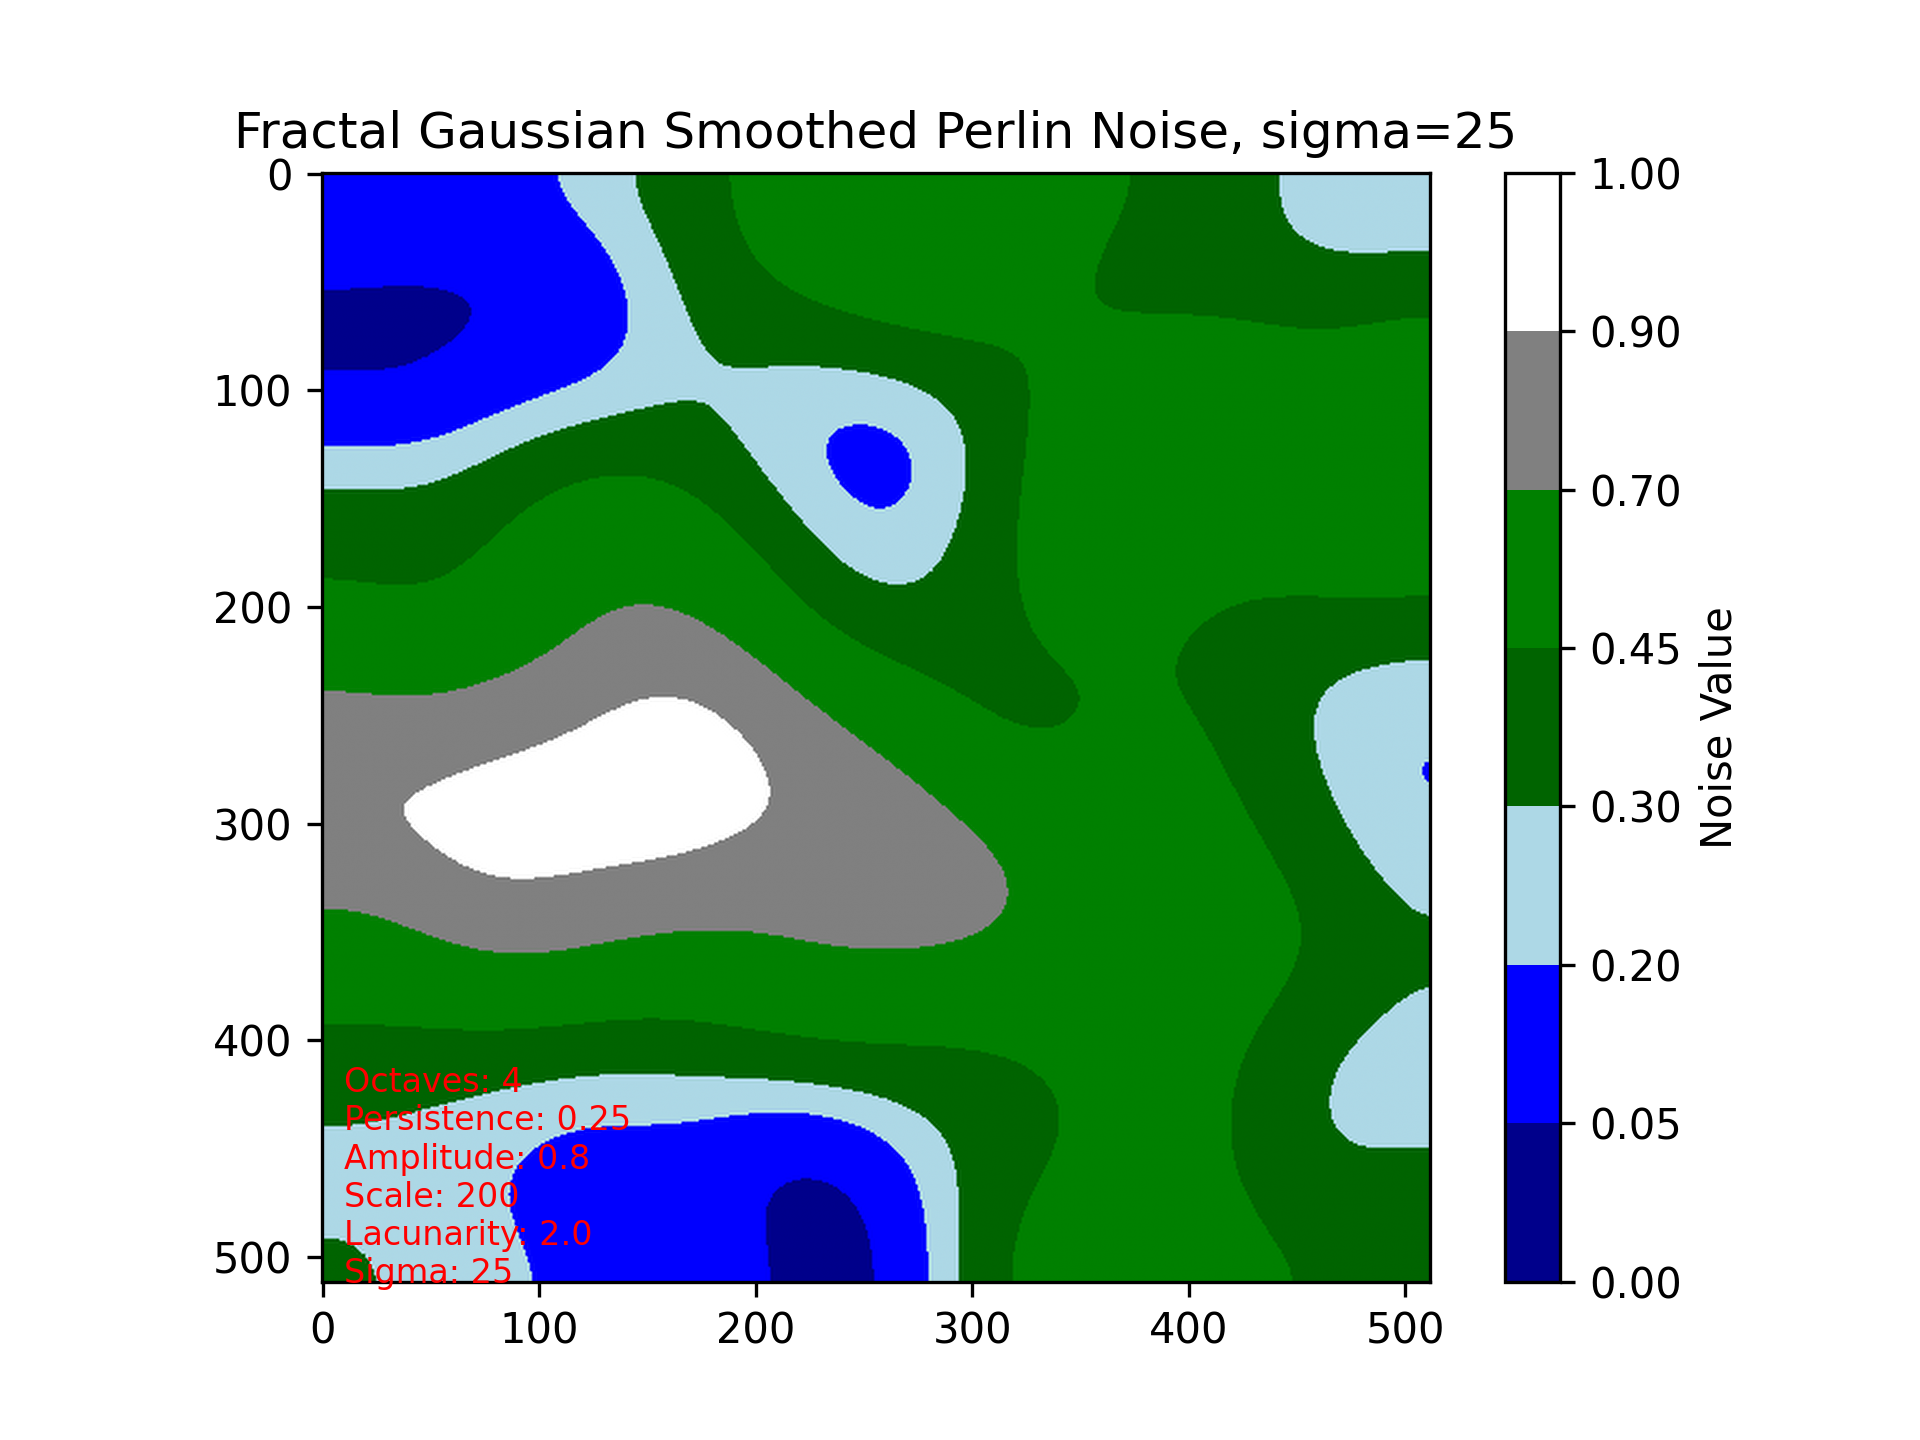 Fractal Gaussian Smoothed Perlin Noise, sigma=25
0
100
200
300
400
500
Octaves: 4
Persistence: 0.25
Amplitude: 0.8
Scale: 200
Lacunarity: 2.0
Sigma: 25
0 100 200 300 400 500
1.00
0.90
0.70
0.45
0.30
0.20
0.05
0.00
Noise Value